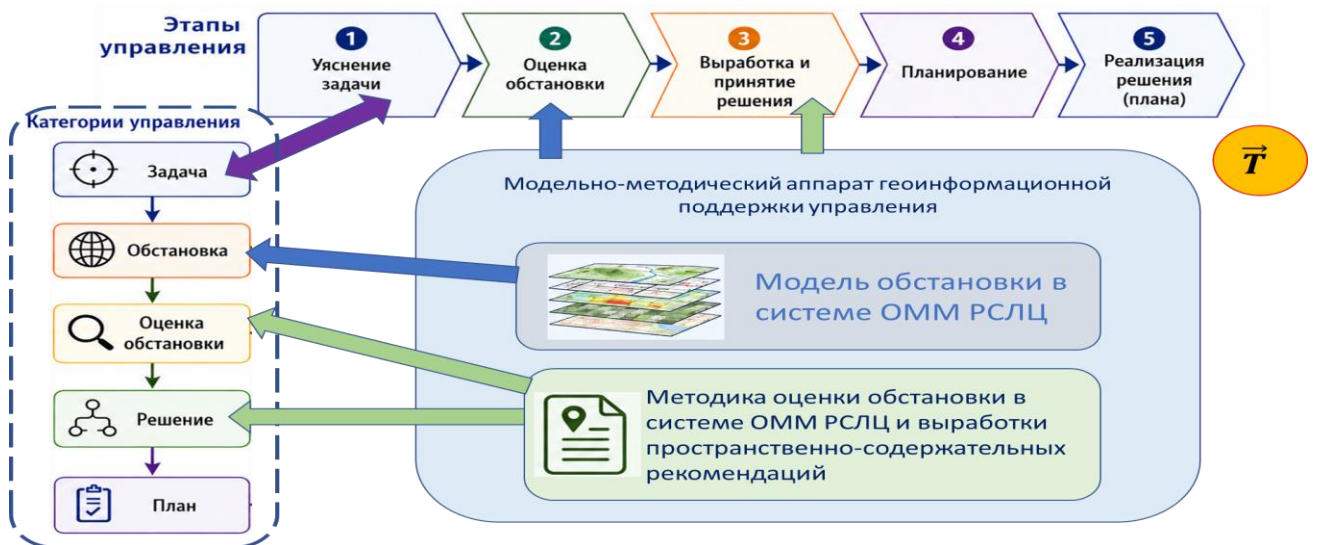 Этапы
управления
1
Уяснение
задачи
2
Оценка
обстановки
3
Выработка и
принятие
решения
4
Планирование
5
Реализация
решения
(плана)
Категории управления
Задача
Обстановка
Оценка
обстановки
Решение
План
Модельно-методический аппарат геоинформационной
поддержки управления
Модель обстановки в
системе ОММ РСЛЦ
Методика оценки обстановки в
системе ОММ РСЛЦ и выработки
пространственно-содержательных
рекомендаций
T